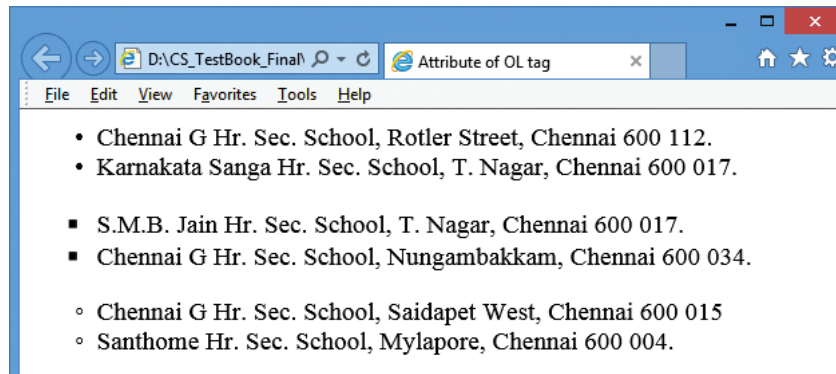 D:\CS_TestBook_Final\
Attribute of OL tag
File Edit View Favorites Tools Help
• Chennai G Hr. Sec. School, Rotler Street, Chennai 600 112.
• Karnakata Sanga Hr. Sec. School, T. Nagar, Chennai 600 017.
▪ S.M.B. Jain Hr. Sec. School, T. Nagar, Chennai 600 017.
▪ Chennai G Hr. Sec. School, Nungambakkam, Chennai 600 034.
◦ Chennai G Hr. Sec. School, Saidapet West, Chennai 600 015
◦ Santhome Hr. Sec. School, Mylapore, Chennai 600 004.